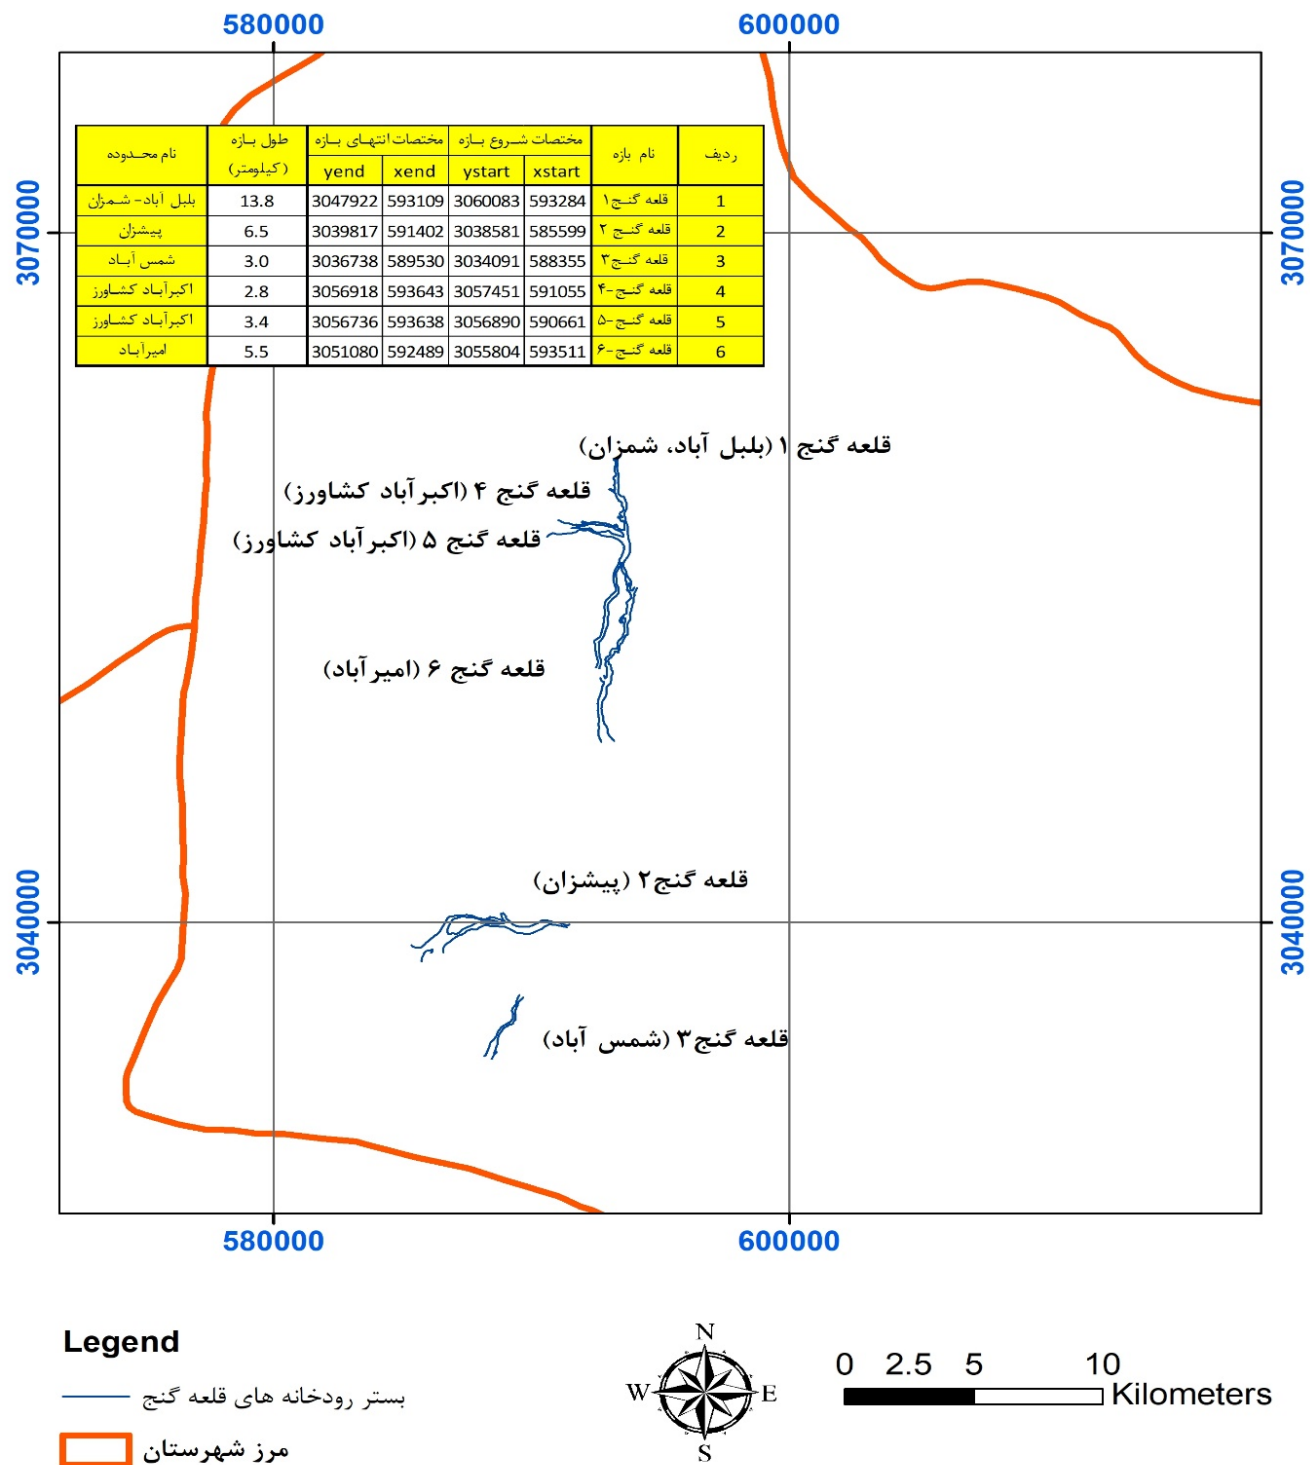 580000 600000
ردیف نام بازه مختصات شروع بازه مختصات انتهای بازه طول بازه (کیلومتر) نام محدوده
xstart ystart xend yend
1 قلعه گنج۱ 593284 3060083 593109 3047922 13.8 بلبل آباد- شمزان
2 قلعه گنج ۲ 585599 3038581 591402 3039817 6.5 پیشزان
3 قلعه گنج۳ 588355 3034091 589530 3036738 3.0 شمس آباد
4 قلعه گنج-۴ 591055 3057451 593643 3056918 2.8 اکبرآباد کشاورز
5 قلعه گنج-۵ 590661 3056890 593638 3056736 3.4 اکبرآباد کشاورز
6 قلعه گنج-۶ 593511 3055804 592489 3051080 5.5 امیرآباد
3070000 3070000
قلعه گنج ۱ (بلبل آباد، شمزان)
قلعه گنج ۴ (اکبرآباد کشاورز)
قلعه گنج ۵ (اکبرآباد کشاورز)
قلعه گنج ۶ (امیرآباد)
قلعه گنج۲ (پیشزان)
3040000 3040000
قلعه گنج۳ (شمس آباد)
580000 600000
Legend
بستر رودخانه های قلعه گنج
مرز شهرستان
N
W E
S
0 2.5 5 10
Kilometers